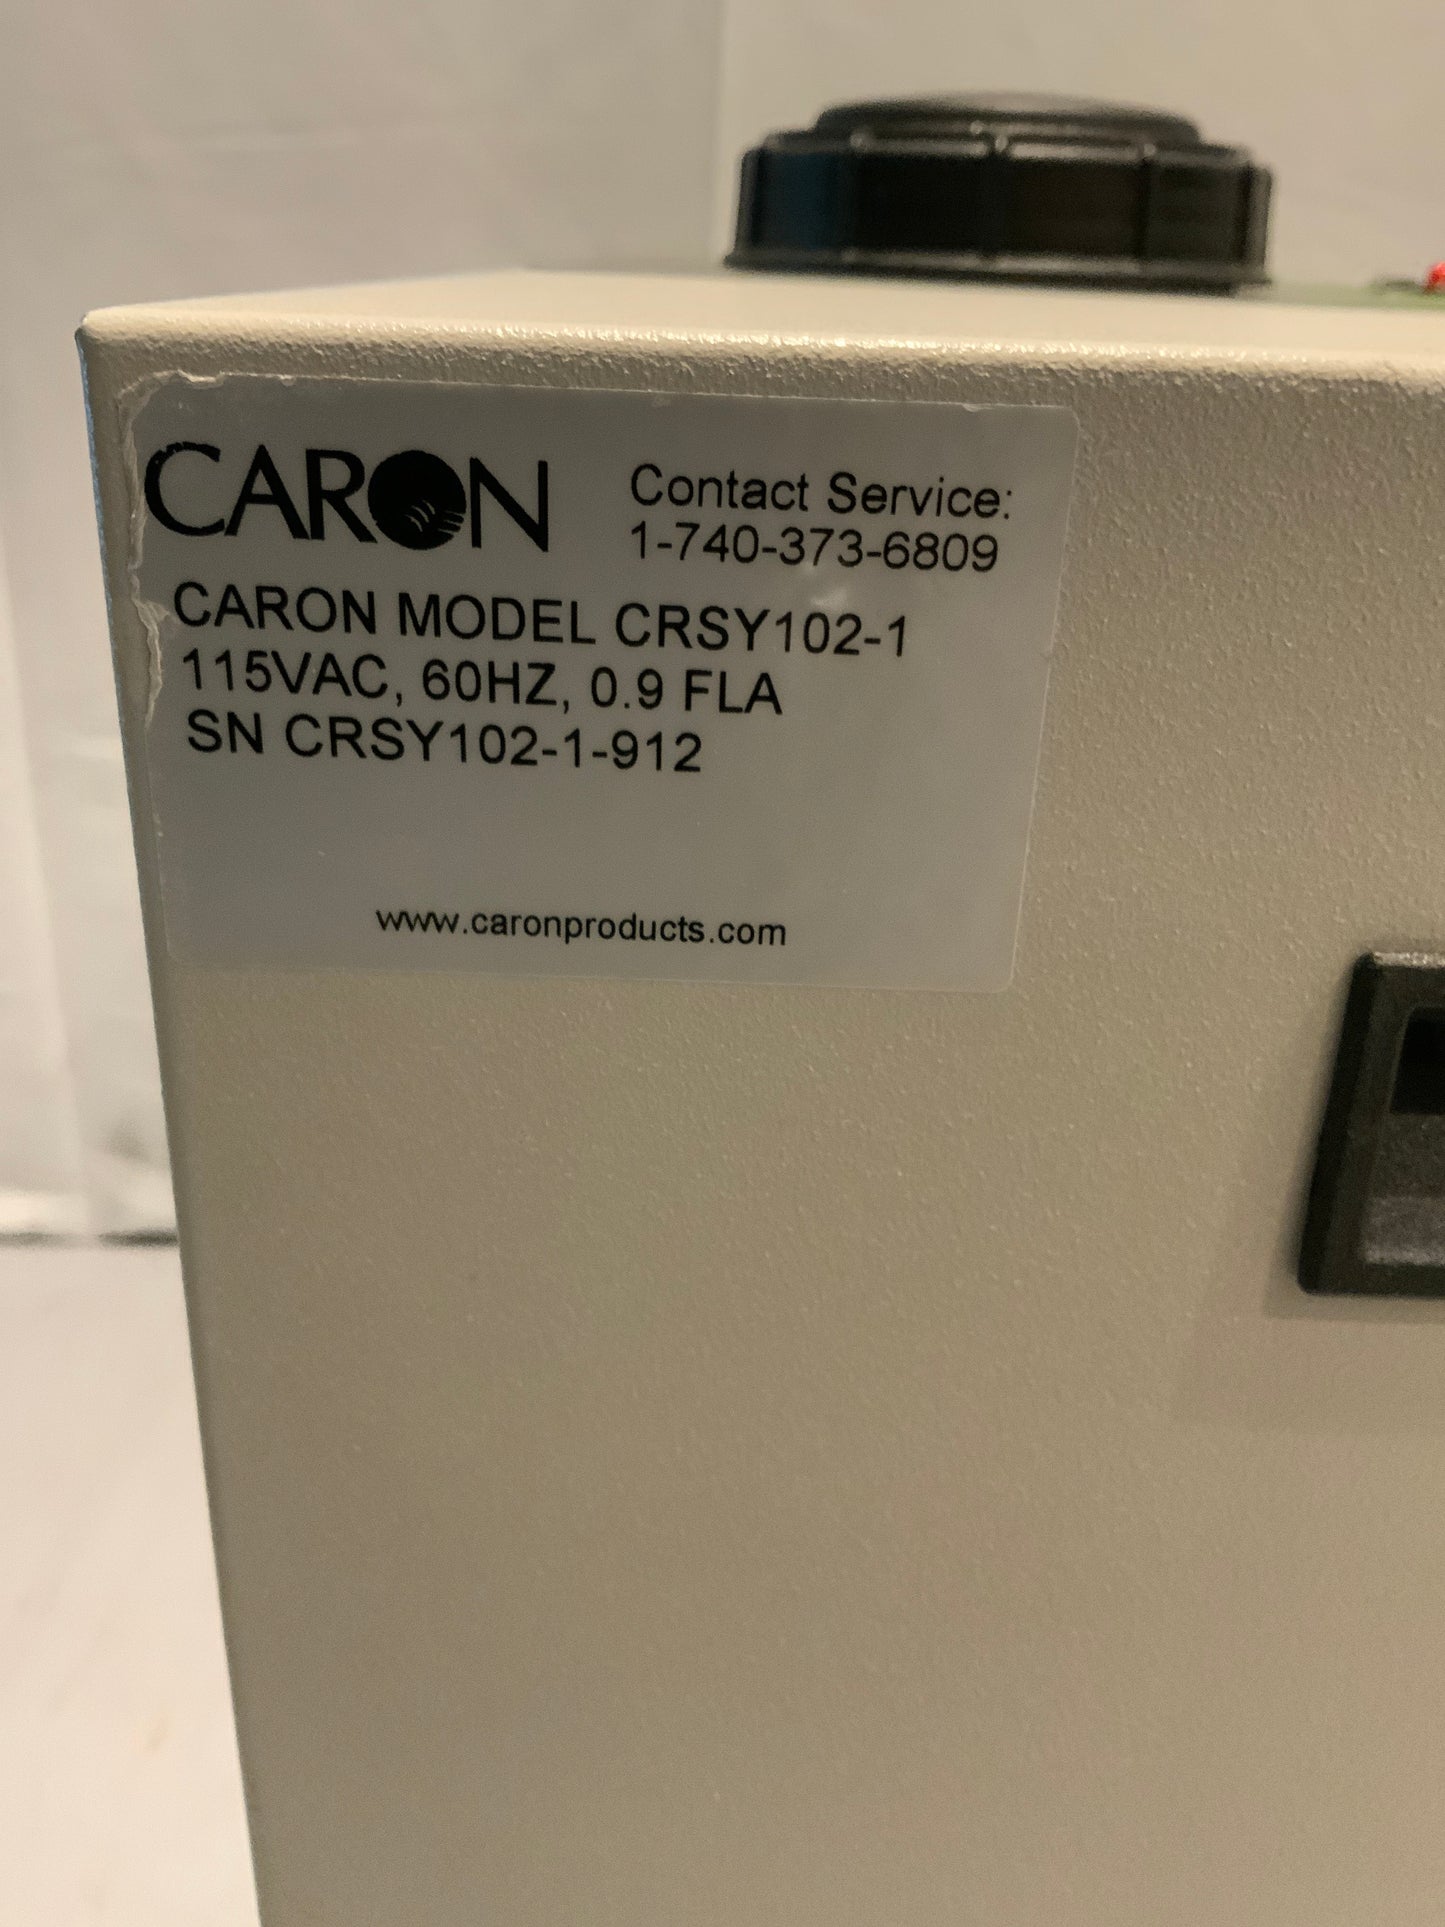 CARON
Contact Service:
1-740-373-6809
CARON MODEL CRSY102-1
115VAC, 60HZ, 0.9 FLA
SN CRSY102-1-912
www.caronproducts.com